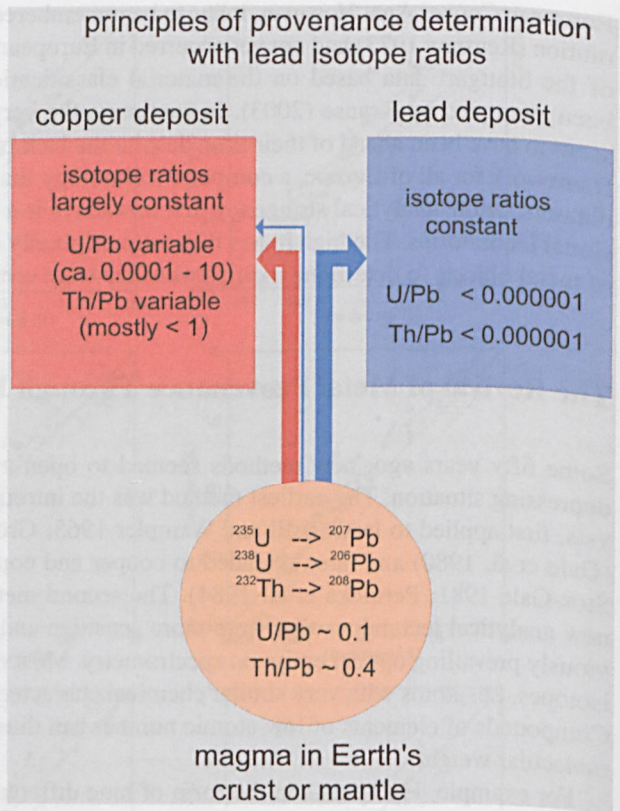 principles of provenance determination
with lead isotope ratios
copper deposit
isotope ratios
largely constant
U/Pb variable
(ca. 0.0001 - 10)
Th/Pb variable
(mostly < 1)
lead deposit
isotope ratios
constant
U/Pb < 0.000001
Th/Pb < 0.000001
²³⁵U --> ²⁰⁷Pb
²³⁸U --> ²⁰⁶Pb
²³²Th --> ²⁰⁸Pb
U/Pb ~ 0.1
Th/Pb ~ 0.4
magma in Earth's
crust or mantle